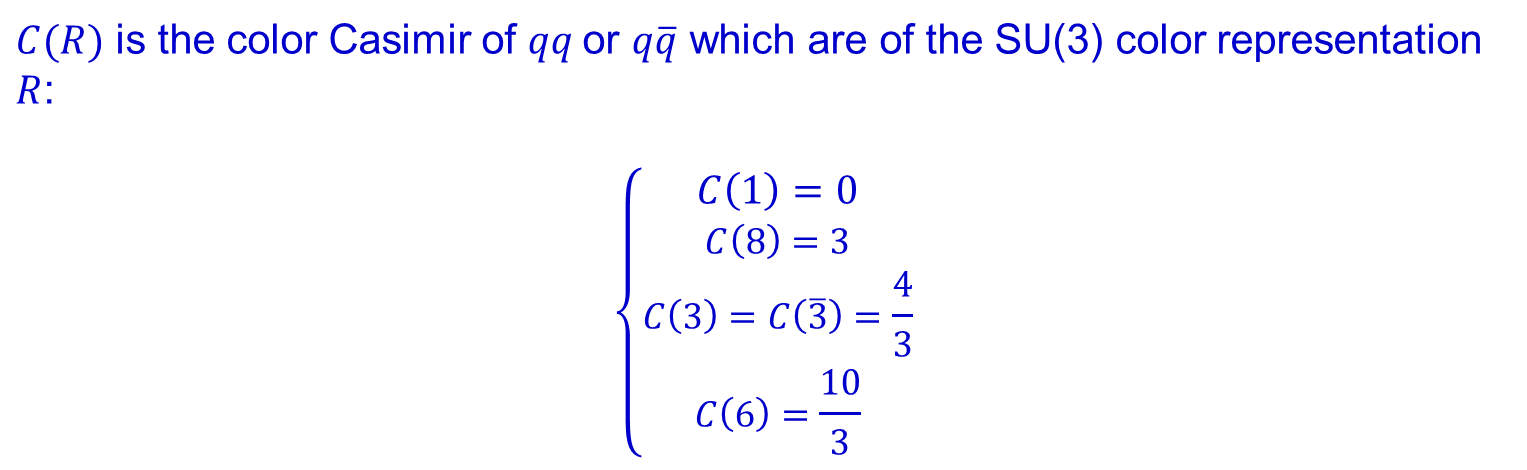 C(R) is the color Casimir of qq or qq̄ which are of the SU(3) color representation
R:
C(1) = 0
C(8) = 3
C(3) = C(3̄) = 4/3
C(6) = 10/3